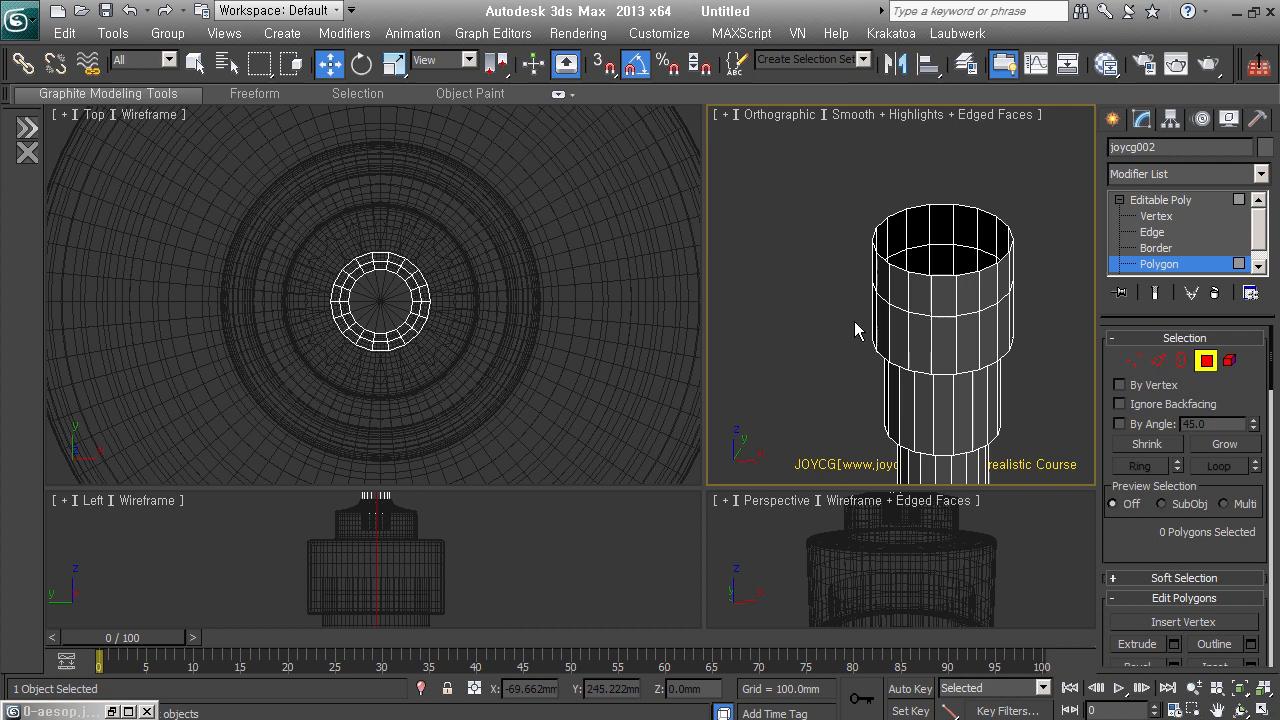 Workspace: Default
Autodesk 3ds Max 2013 x64 Untitled
Type a keyword or phrase
Edit Tools Group Views Create Modifiers Animation Graph Editors Rendering Customize MAXScript VN Help Krakatoa Laubwerk
All
View
3
Create Selection Set
Graphite Modeling Tools Freeform Selection Object Paint
[ + ] Top ] Wireframe ]
[ + ] Orthographic ] Smooth + Highlights + Edged Faces ]
joycg002
Modifier List
Editable Poly
Vertex
Edge
Border
Polygon
Selection
By Vertex
Ignore Backfacing
By Angle: 45.0
Shrink Grow
Ring Loop
Preview Selection
Off SubObj Multi
0 Polygons Selected
Soft Selection
Edit Polygons
Insert Vertex
Extrude Outline
Bevel Inset
y
x
z
z
y
x
JOYCG[www.joyc
realistic Course
[ + ] Left ] Wireframe ]
[ + ] Perspective ] Wireframe + Edged Faces ]
z
y
z
x
0 / 100
0 5 10 15 20 25 30 35 40 45 50 55 60 65 70 75 80 85 90 95 100
1 Object Selected
X: -69.662mm Y: 245.222mm Z: 0.0mm
Grid = 100.0mm
Auto Key Selected
0-aesop.j...
objects
Add Time Tag
Set Key Key Filters...
0